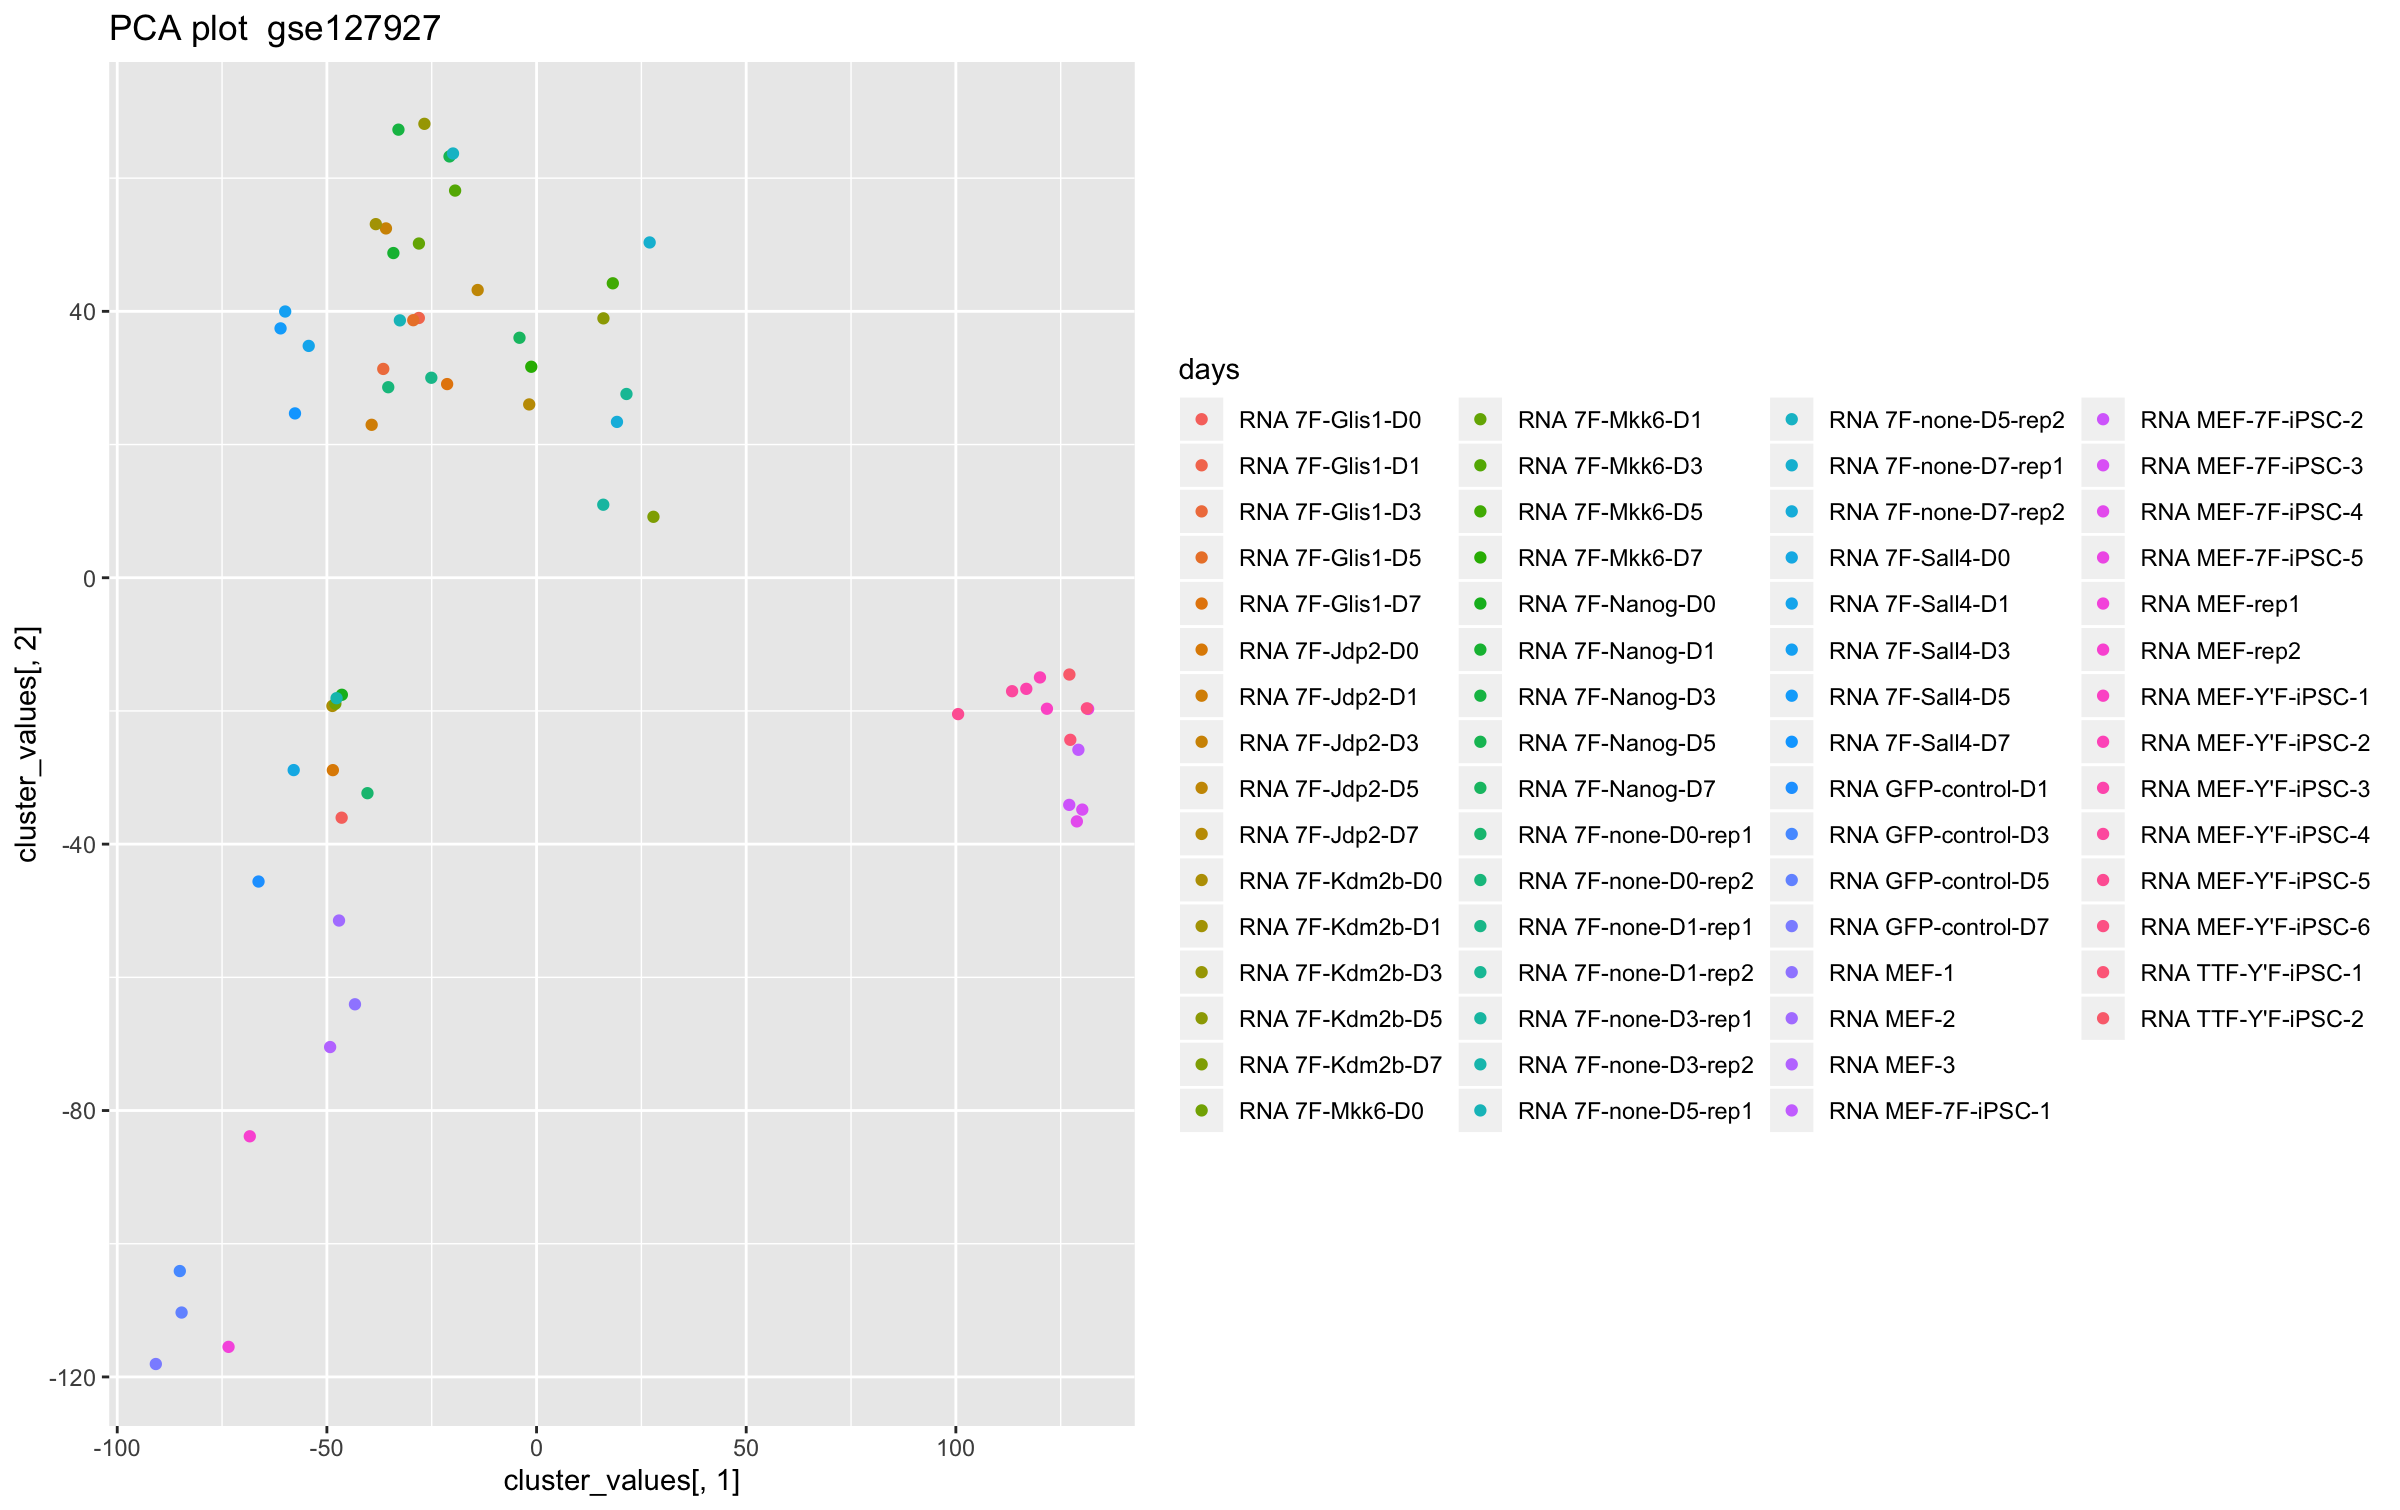 PCA plot  gse127927
cluster_values[, 2]
40
0
-40
-80
-120
-100
-50
0
50
100
cluster_values[, 1]
days
RNA 7F-Glis1-D0
RNA 7F-Glis1-D1
RNA 7F-Glis1-D3
RNA 7F-Glis1-D5
RNA 7F-Glis1-D7
RNA 7F-Jdp2-D0
RNA 7F-Jdp2-D1
RNA 7F-Jdp2-D3
RNA 7F-Jdp2-D5
RNA 7F-Jdp2-D7
RNA 7F-Kdm2b-D0
RNA 7F-Kdm2b-D1
RNA 7F-Kdm2b-D3
RNA 7F-Kdm2b-D5
RNA 7F-Kdm2b-D7
RNA 7F-Mkk6-D0
RNA 7F-Mkk6-D1
RNA 7F-Mkk6-D3
RNA 7F-Mkk6-D5
RNA 7F-Mkk6-D7
RNA 7F-Nanog-D0
RNA 7F-Nanog-D1
RNA 7F-Nanog-D3
RNA 7F-Nanog-D5
RNA 7F-Nanog-D7
RNA 7F-none-D0-rep1
RNA 7F-none-D0-rep2
RNA 7F-none-D1-rep1
RNA 7F-none-D1-rep2
RNA 7F-none-D3-rep1
RNA 7F-none-D3-rep2
RNA 7F-none-D5-rep1
RNA 7F-none-D5-rep2
RNA 7F-none-D7-rep1
RNA 7F-none-D7-rep2
RNA 7F-Sall4-D0
RNA 7F-Sall4-D1
RNA 7F-Sall4-D3
RNA 7F-Sall4-D5
RNA 7F-Sall4-D7
RNA GFP-control-D1
RNA GFP-control-D3
RNA GFP-control-D5
RNA GFP-control-D7
RNA MEF-1
RNA MEF-2
RNA MEF-3
RNA MEF-7F-iPSC-1
RNA MEF-7F-iPSC-2
RNA MEF-7F-iPSC-3
RNA MEF-7F-iPSC-4
RNA MEF-7F-iPSC-5
RNA MEF-rep1
RNA MEF-rep2
RNA MEF-Y'F-iPSC-1
RNA MEF-Y'F-iPSC-2
RNA MEF-Y'F-iPSC-3
RNA MEF-Y'F-iPSC-4
RNA MEF-Y'F-iPSC-5
RNA MEF-Y'F-iPSC-6
RNA TTF-Y'F-iPSC-1
RNA TTF-Y'F-iPSC-2